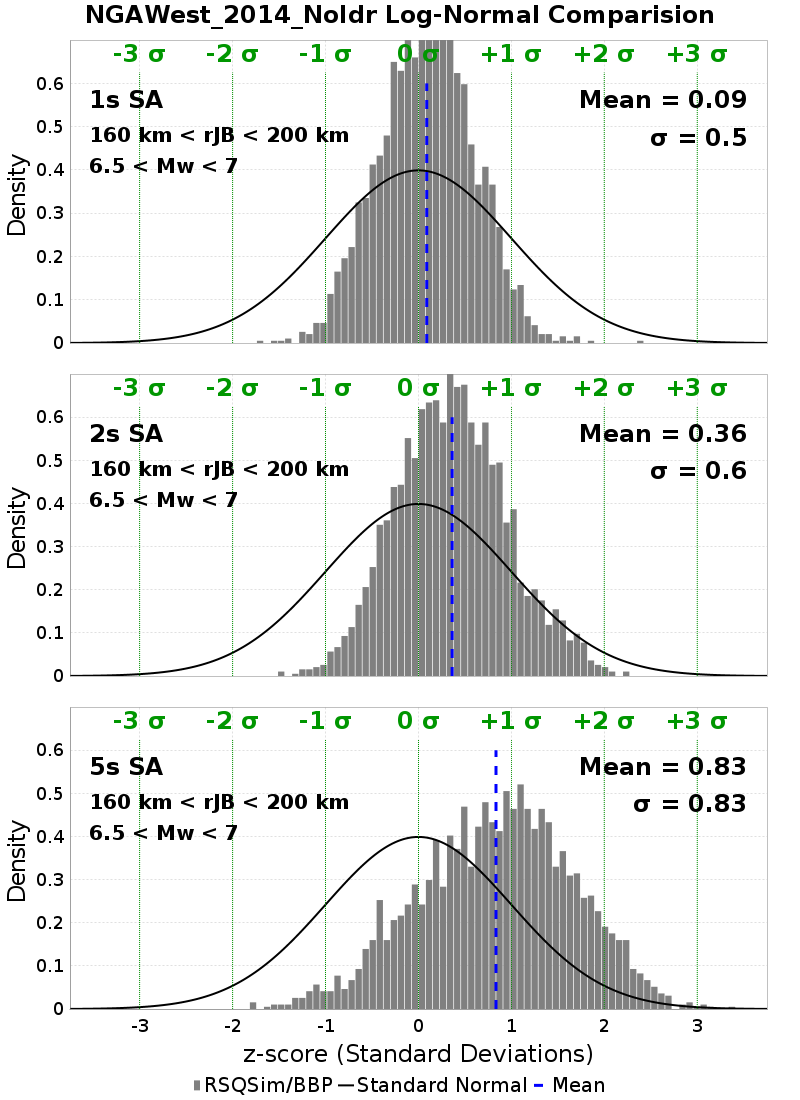 NGAWest_2014_NoIdr Log-Normal Comparision
-3 σ -2 σ -1 σ 0 σ +1 σ +2 σ +3 σ
1s SA
Mean = 0.09
160 km < rJB < 200 km
σ = 0.5
6.5 < Mw < 7
0.6
0.5
0.4
0.3
0.2
0.1
0
Density
-3 σ -2 σ -1 σ 0 σ +1 σ +2 σ +3 σ
2s SA
Mean = 0.36
160 km < rJB < 200 km
σ = 0.6
6.5 < Mw < 7
0.6
0.5
0.4
0.3
0.2
0.1
0
Density
-3 σ -2 σ -1 σ 0 σ +1 σ +2 σ +3 σ
5s SA
Mean = 0.83
160 km < rJB < 200 km
σ = 0.83
6.5 < Mw < 7
0.6
0.5
0.4
0.3
0.2
0.1
0
Density
-3 -2 -1 0 1 2 3
z-score (Standard Deviations)
RSQSim/BBP Standard Normal Mean